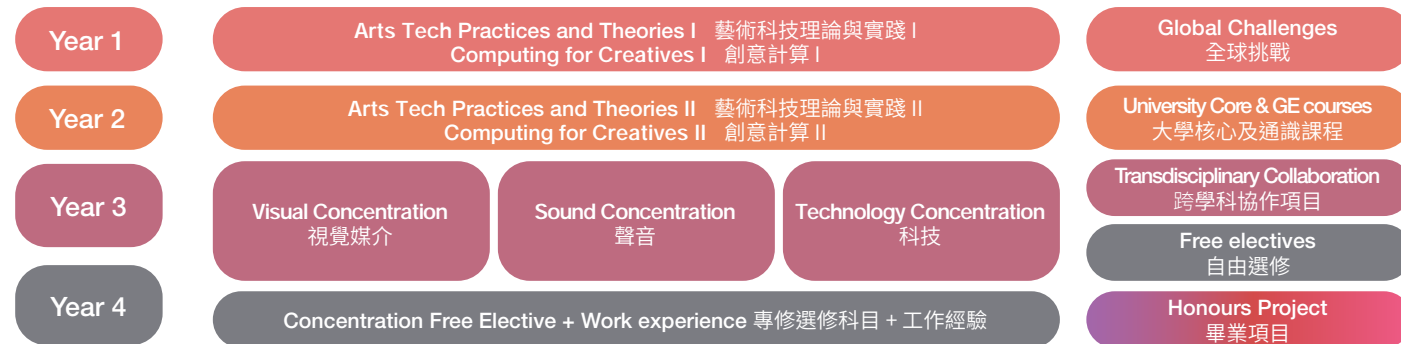 Year 1
Arts Tech Practices and Theories I 藝術科技理論與實踐 I
Computing for Creatives I 創意計算 I
Global Challenges
全球挑戰
Year 2
Arts Tech Practices and Theories II 藝術科技理論與實踐 II
Computing for Creatives II 創意計算 II
University Core & GE courses
大學核心及通識課程
Year 3
Visual Concentration
視覺媒介
Sound Concentration
聲音
Technology Concentration
科技
Transdisciplinary Collaboration
跨學科協作項目
Free electives
自由選修
Year 4
Concentration Free Elective + Work experience 專修選修科目 + 工作經驗
Honours Project
畢業項目